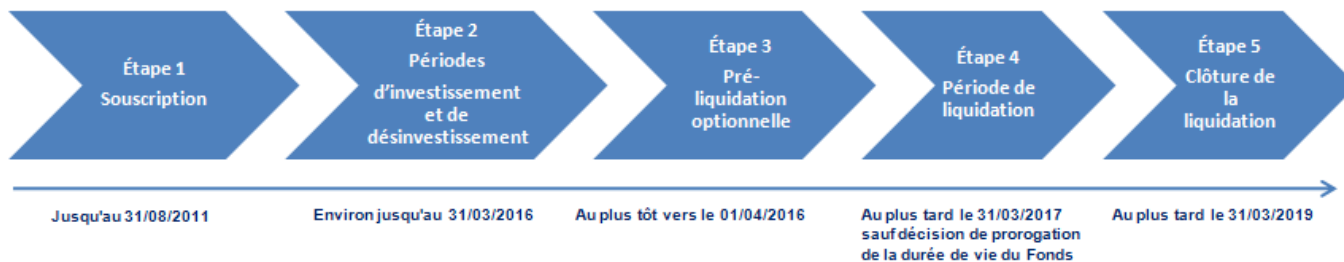 Étape 1
Souscription
Étape 2
Périodes
d'investissement
et de
désinvestissement
Étape 3
Pré-
liquidation
optionnelle
Étape 4
Période de
liquidation
Étape 5
Clôture de
la
liquidation
Jusqu'au 31/08/2011
Environ jusqu'au 31/03/2016
Au plus tôt vers le 01/04/2016
Au plus tard le 31/03/2017
sauf décision de prorogation
de la durée de vie du Fonds
Au plus tard le 31/03/2019